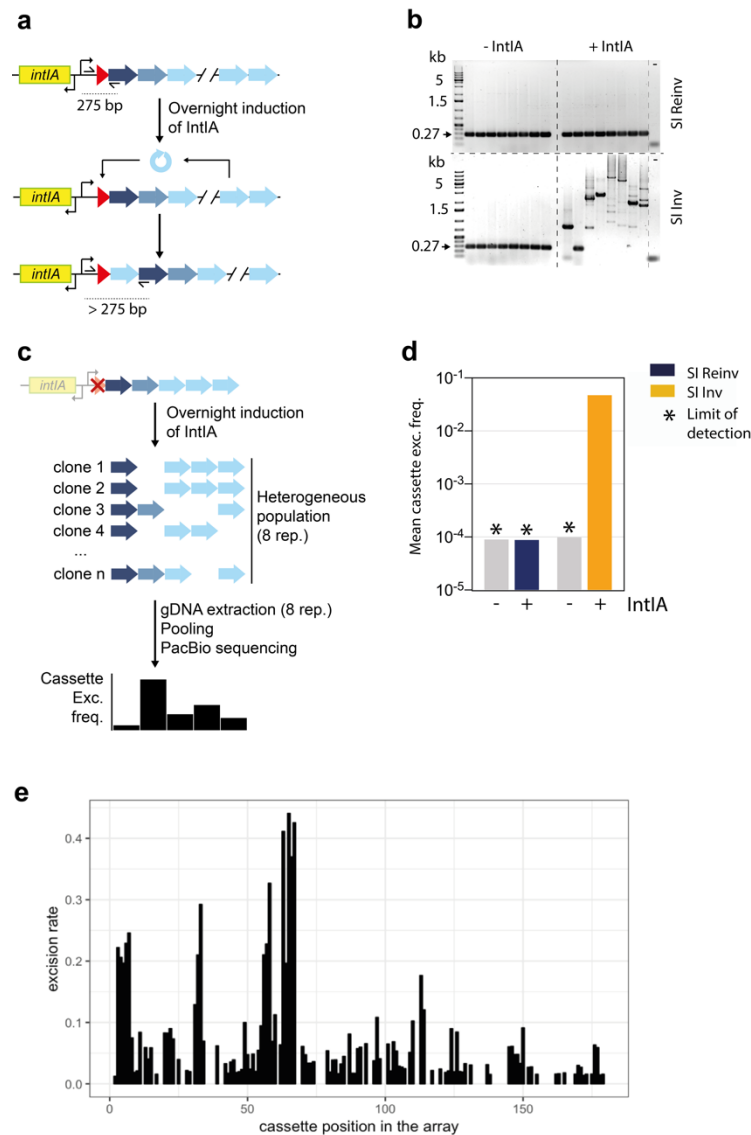 a
intIA
275 bp
Overnight induction
of IntIA
intIA
intIA
> 275 bp
b
- IntIA
+ IntIA
kb
5
1.5
0.27
-
SI Reinv
kb
5
1.5
0.27
-
SI Inv
c
intIA
Overnight induction
of IntIA
clone 1
clone 2
clone 3
clone 4
...
clone n
Heterogeneous
population
(8 rep.)
gDNA extraction (8 rep.)
Pooling
PacBio sequencing
Cassette
Exc.
freq.
d
Mean cassette exc. freq.
10-1
10-2
10-3
10-4
10-5
* * *
- + - + IntIA
SI Reinv
SI Inv
* Limit of
detection
e
excision rate
0.4
0.3
0.2
0.1
0.0
0 50 100 150
cassette position in the array